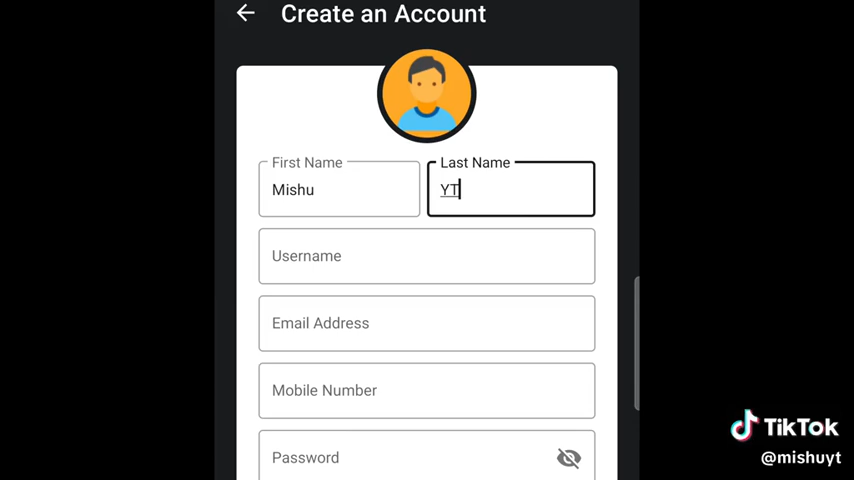 Create an Account
First Name
Last Name
Mishu
YT
Username
Email Address
Mobile Number
Password
TikTok
@mishuyt